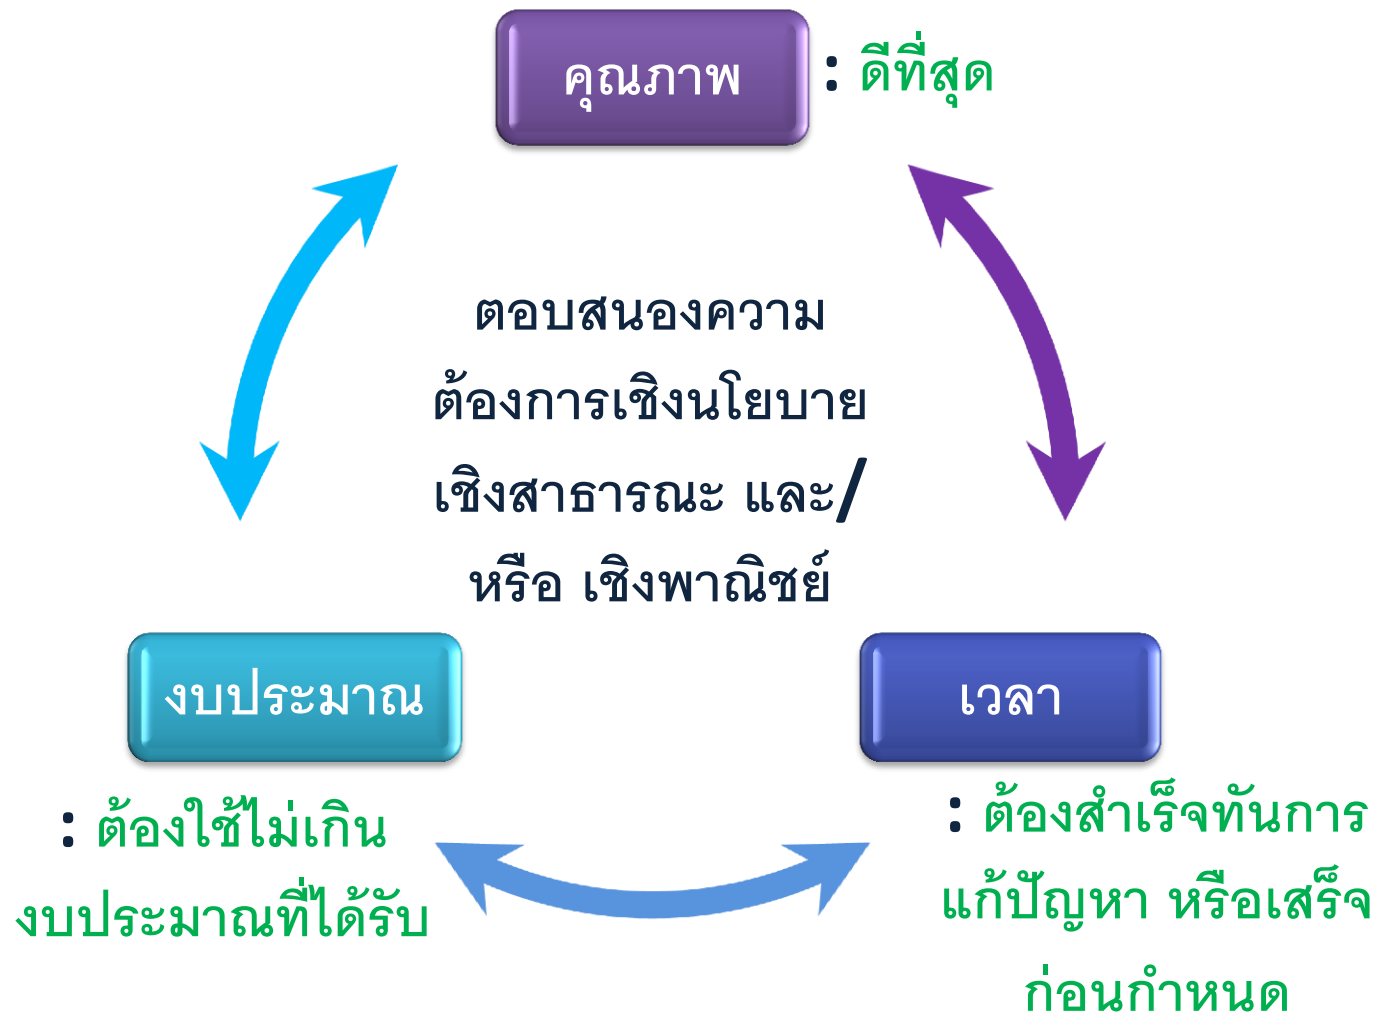 คุณภาพ : ดีที่สุด
ตอบสนองความ
ต้องการเชิงนโยบาย
เชิงสาธารณะ และ/
หรือ เชิงพาณิชย์
งบประมาณ
: ต้องใช้ไม่เกิน
งบประมาณที่ได้รับ
เวลา
: ต้องสำเร็จทันการ
แก้ปัญหา หรือเสร็จ
ก่อนกำหนด